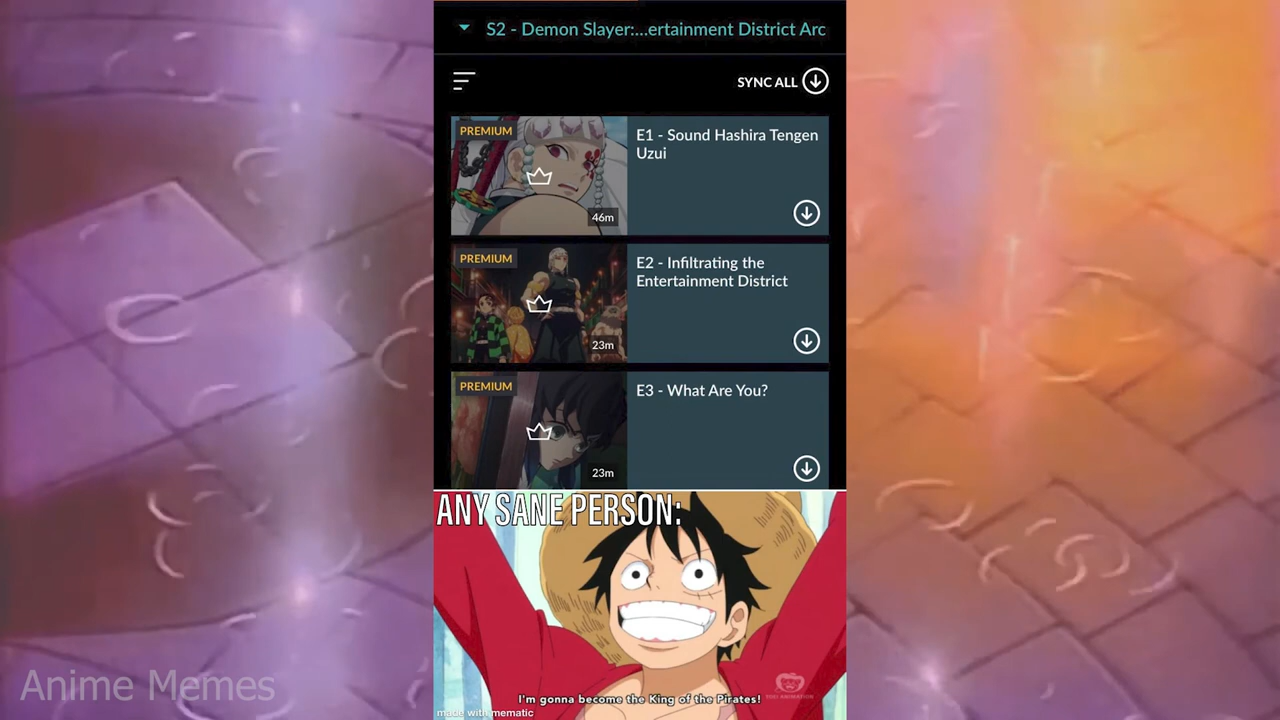 S2 - Demon Slayer:...ertainment District Arc
SYNC ALL
PREMIUM
E1 - Sound Hashira Tengen
Uzui
46m
PREMIUM
E2 - Infiltrating the
Entertainment District
23m
PREMIUM
E3 - What Are You?
23m
ANY SANE PERSON:
I'm gonna become the King of the Pirates!
TOEI ANIMATION
made with mematic
Anime Memes